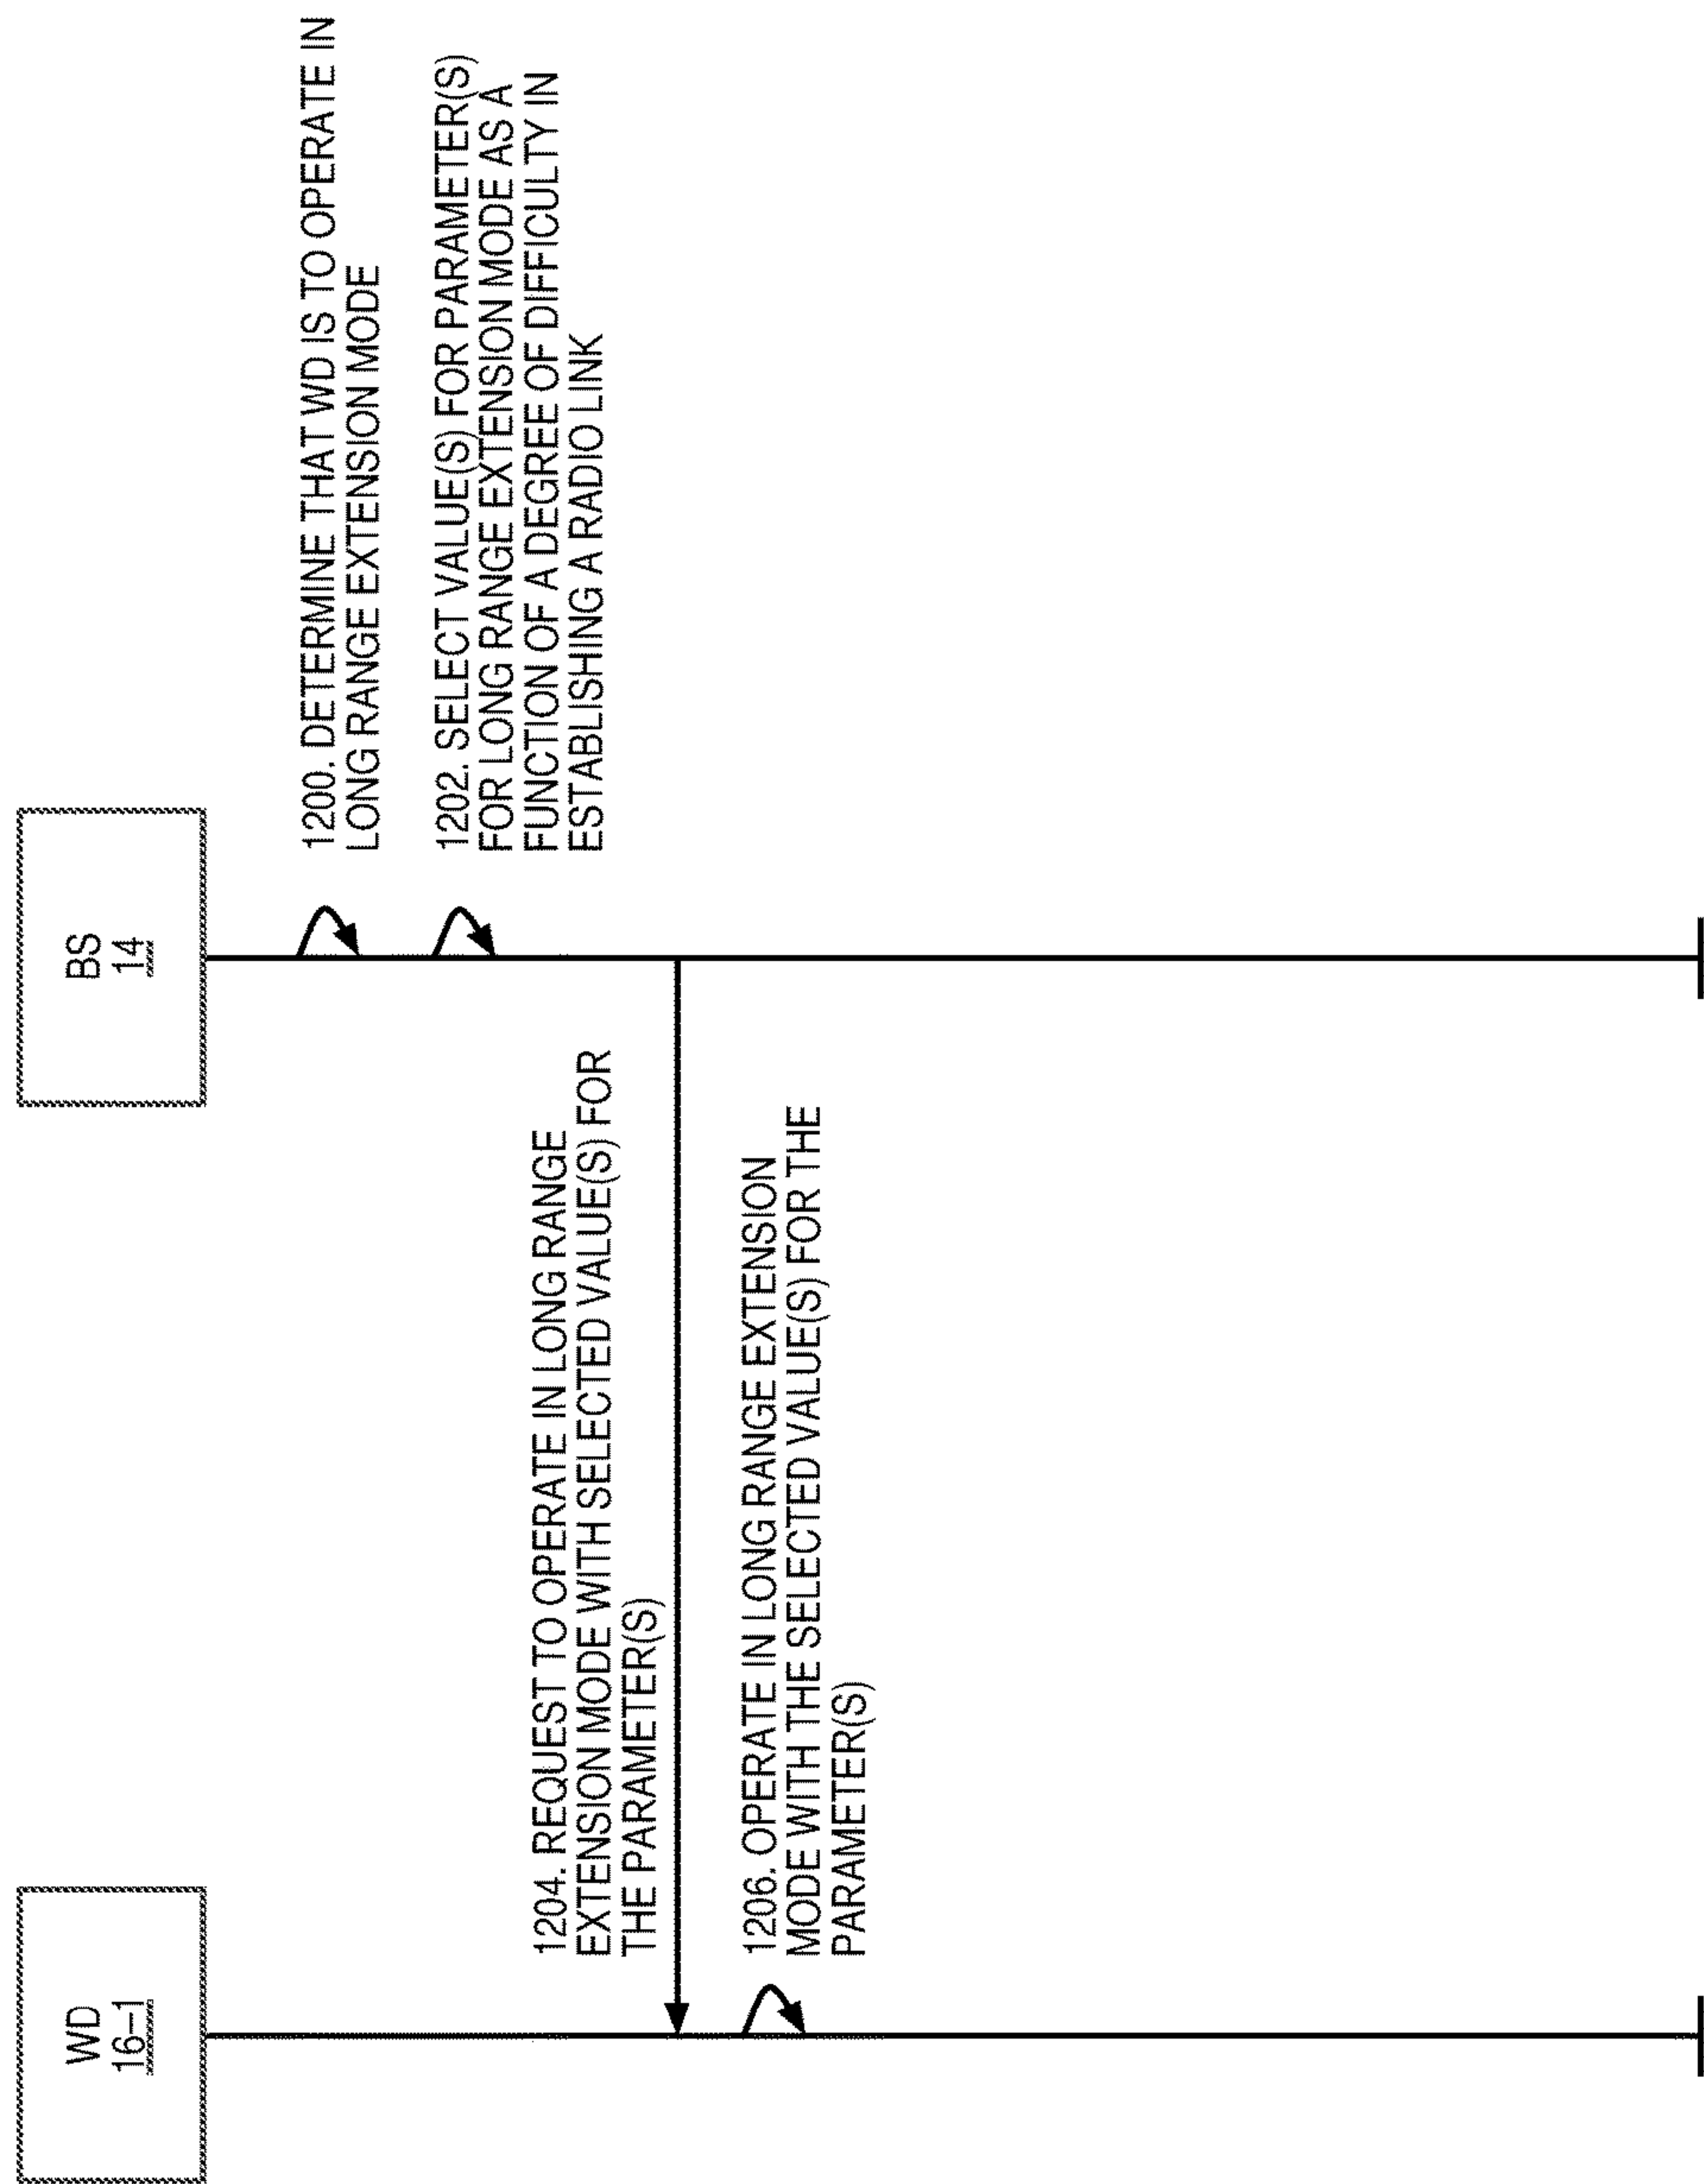 WD
16–1
BS
14
1200. DETERMINE THAT WD IS TO OPERATE IN
LONG RANGE EXTENSION MODE
1202. SELECT VALUE(S) FOR PARAMETER(S)
FOR LONG RANGE EXTENSION MODE AS A
FUNCTION OF A DEGREE OF DIFFICULTY IN
ESTABLISHING A RADIO LINK
1204. REQUEST TO OPERATE IN LONG RANGE
EXTENSION MODE WITH SELECTED VALUE(S) FOR
THE PARAMETER(S)
1206. OPERATE IN LONG RANGE EXTENSION
MODE WITH THE SELECTED VALUE(S) FOR THE
PARAMETER(S)